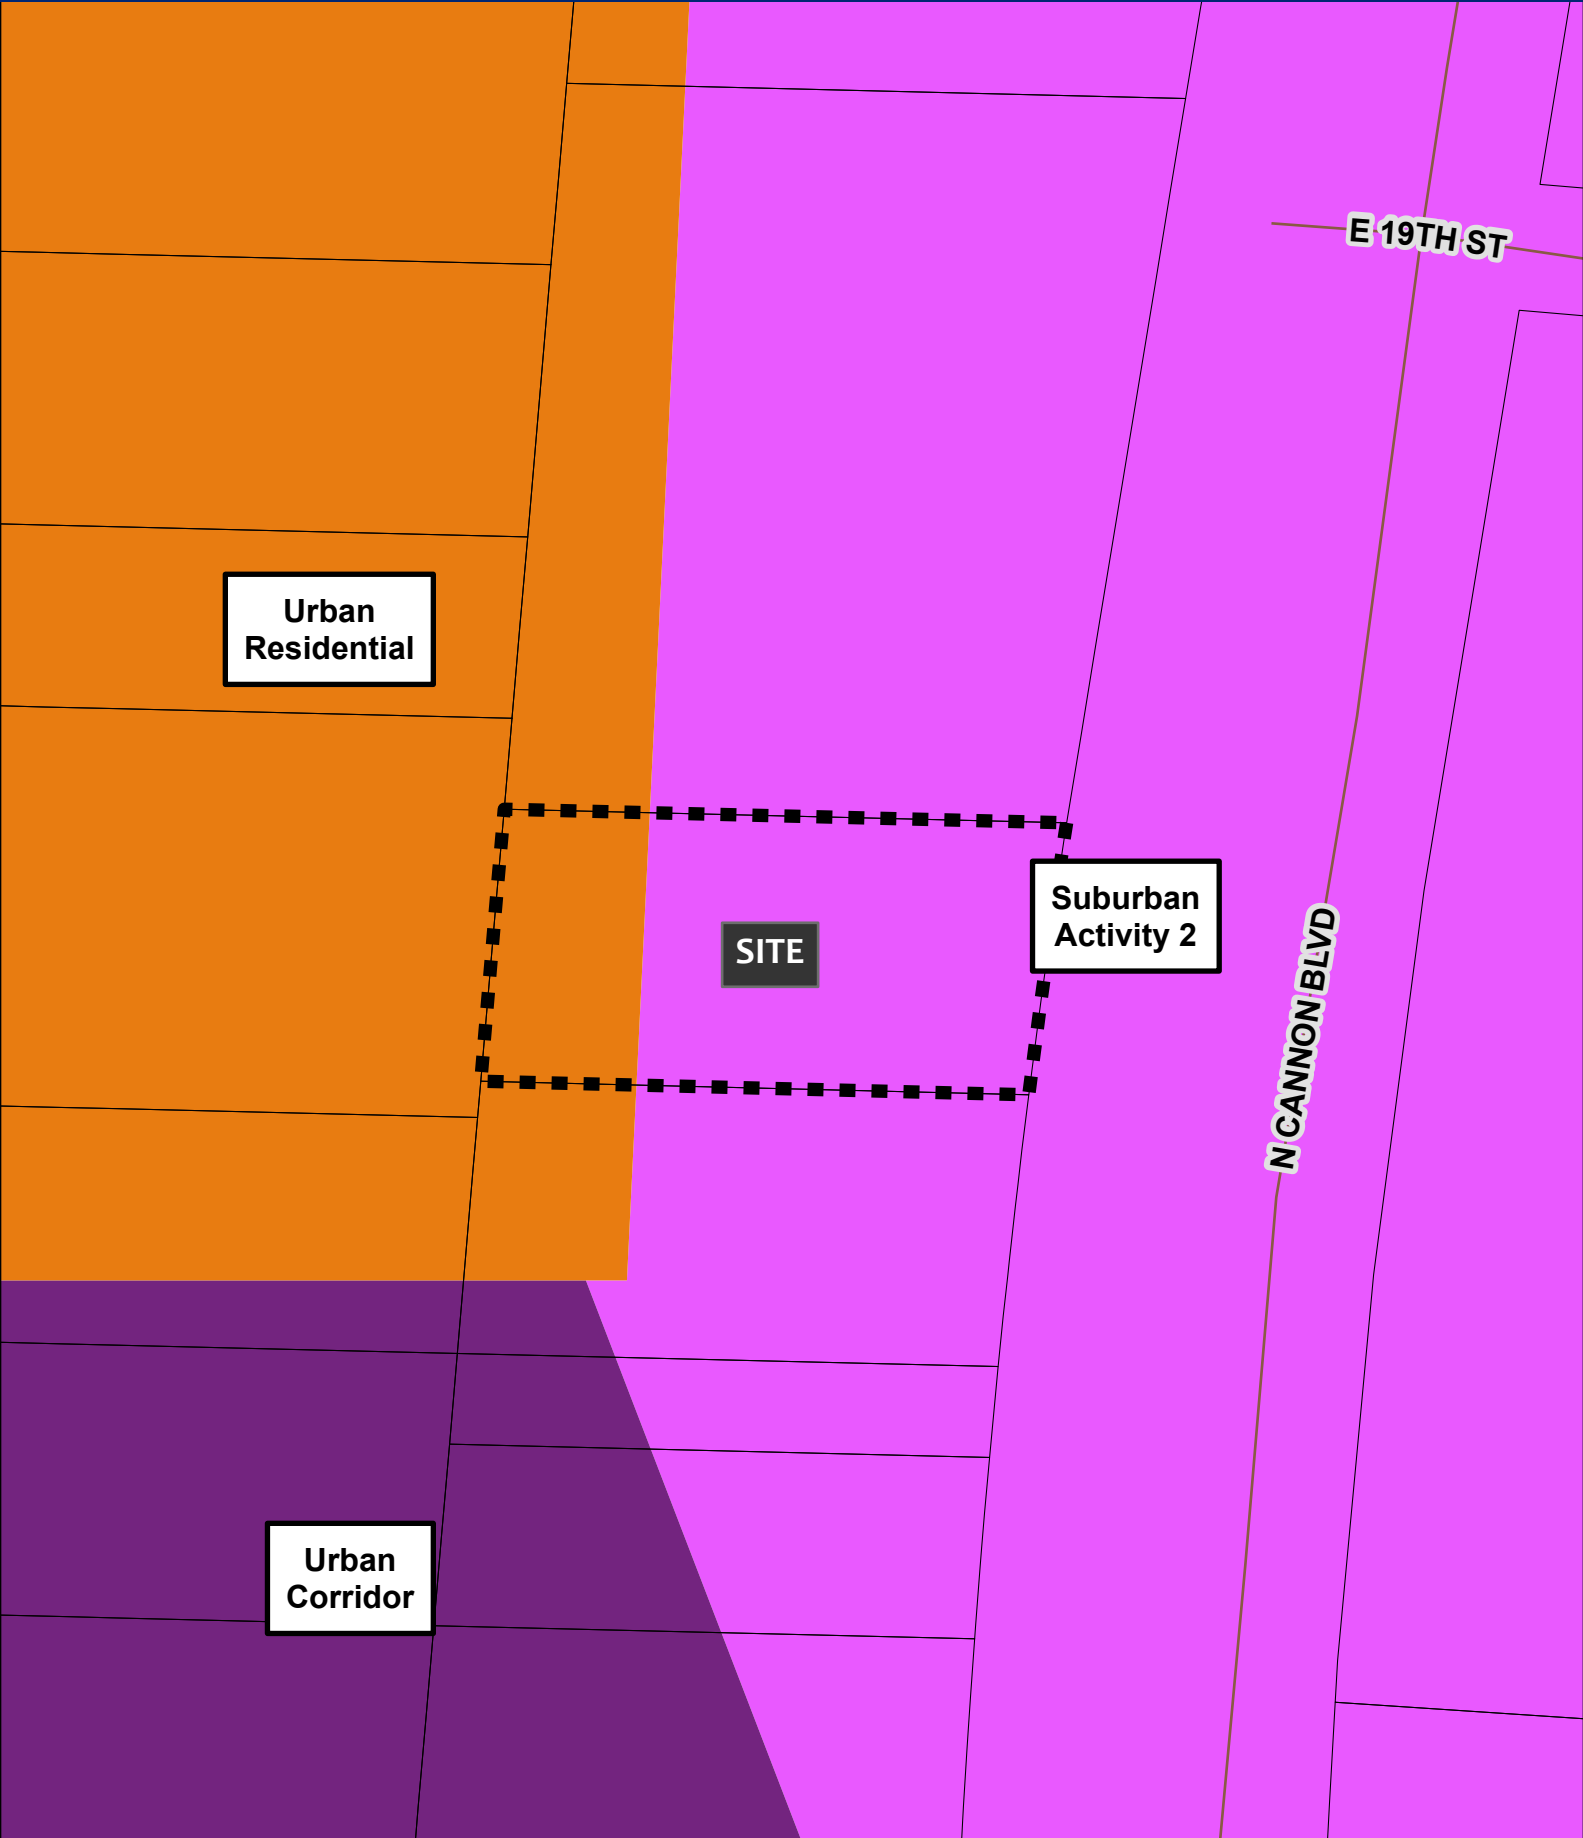 E 19TH ST
Urban
Residential
Suburban
Activity 2
SITE
N CANNON BLVD
Urban
Corridor